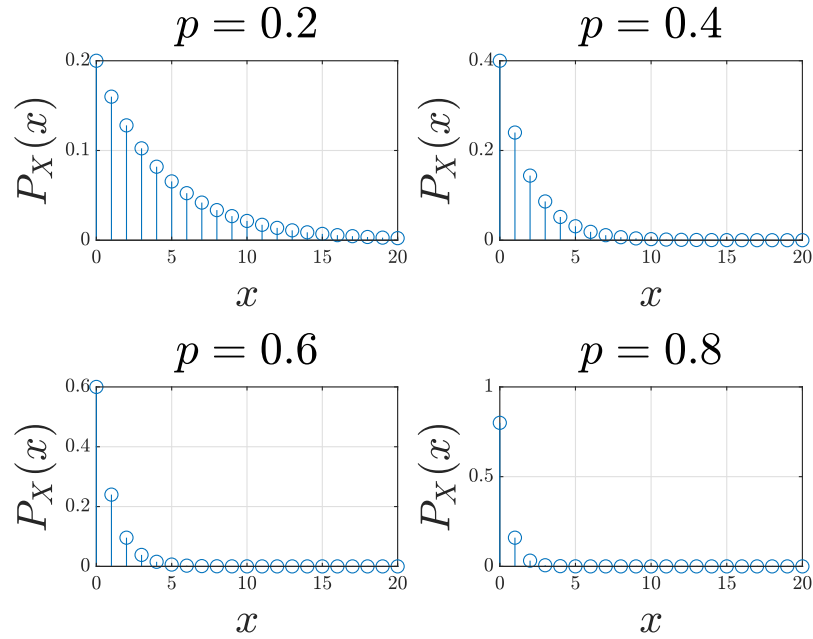 p = 0.2
0.2
0.1
0
P_X(x)
0 5 10 15 20
x
p = 0.4
0.4
0.2
0
P_X(x)
0 5 10 15 20
x
p = 0.6
0.6
0.4
0.2
0
P_X(x)
0 5 10 15 20
x
p = 0.8
1
0.5
0
P_X(x)
0 5 10 15 20
x